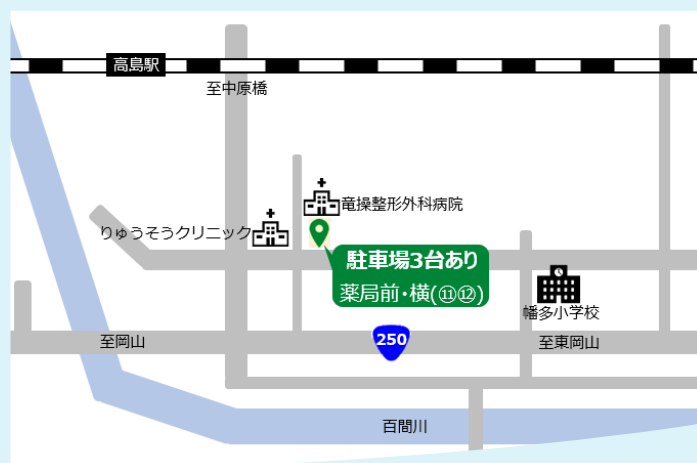 高島駅
至中原橋
竜操整形外科病院
りゅうそうクリニック
駐車場3台あり
薬局前・横(⑪⑫)
幡多小学校
至岡山
250
至東岡山
百間川